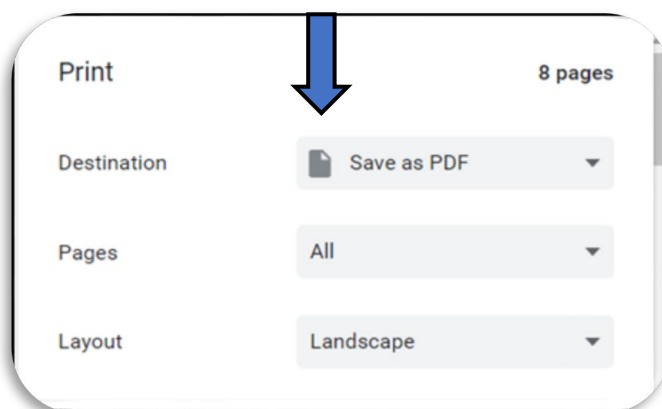 Print 8 pages
Destination Save as PDF
Pages All
Layout Landscape